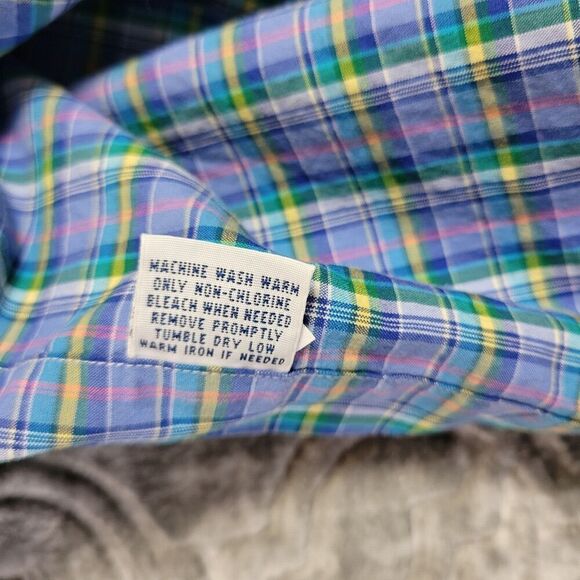 MACHINE WASH WARM
ONLY NON-CHLORINE
BLEACH WHEN NEEDED
REMOVE PROMPTLY
TUMBLE DRY LOW
WARM IRON IF NEEDED